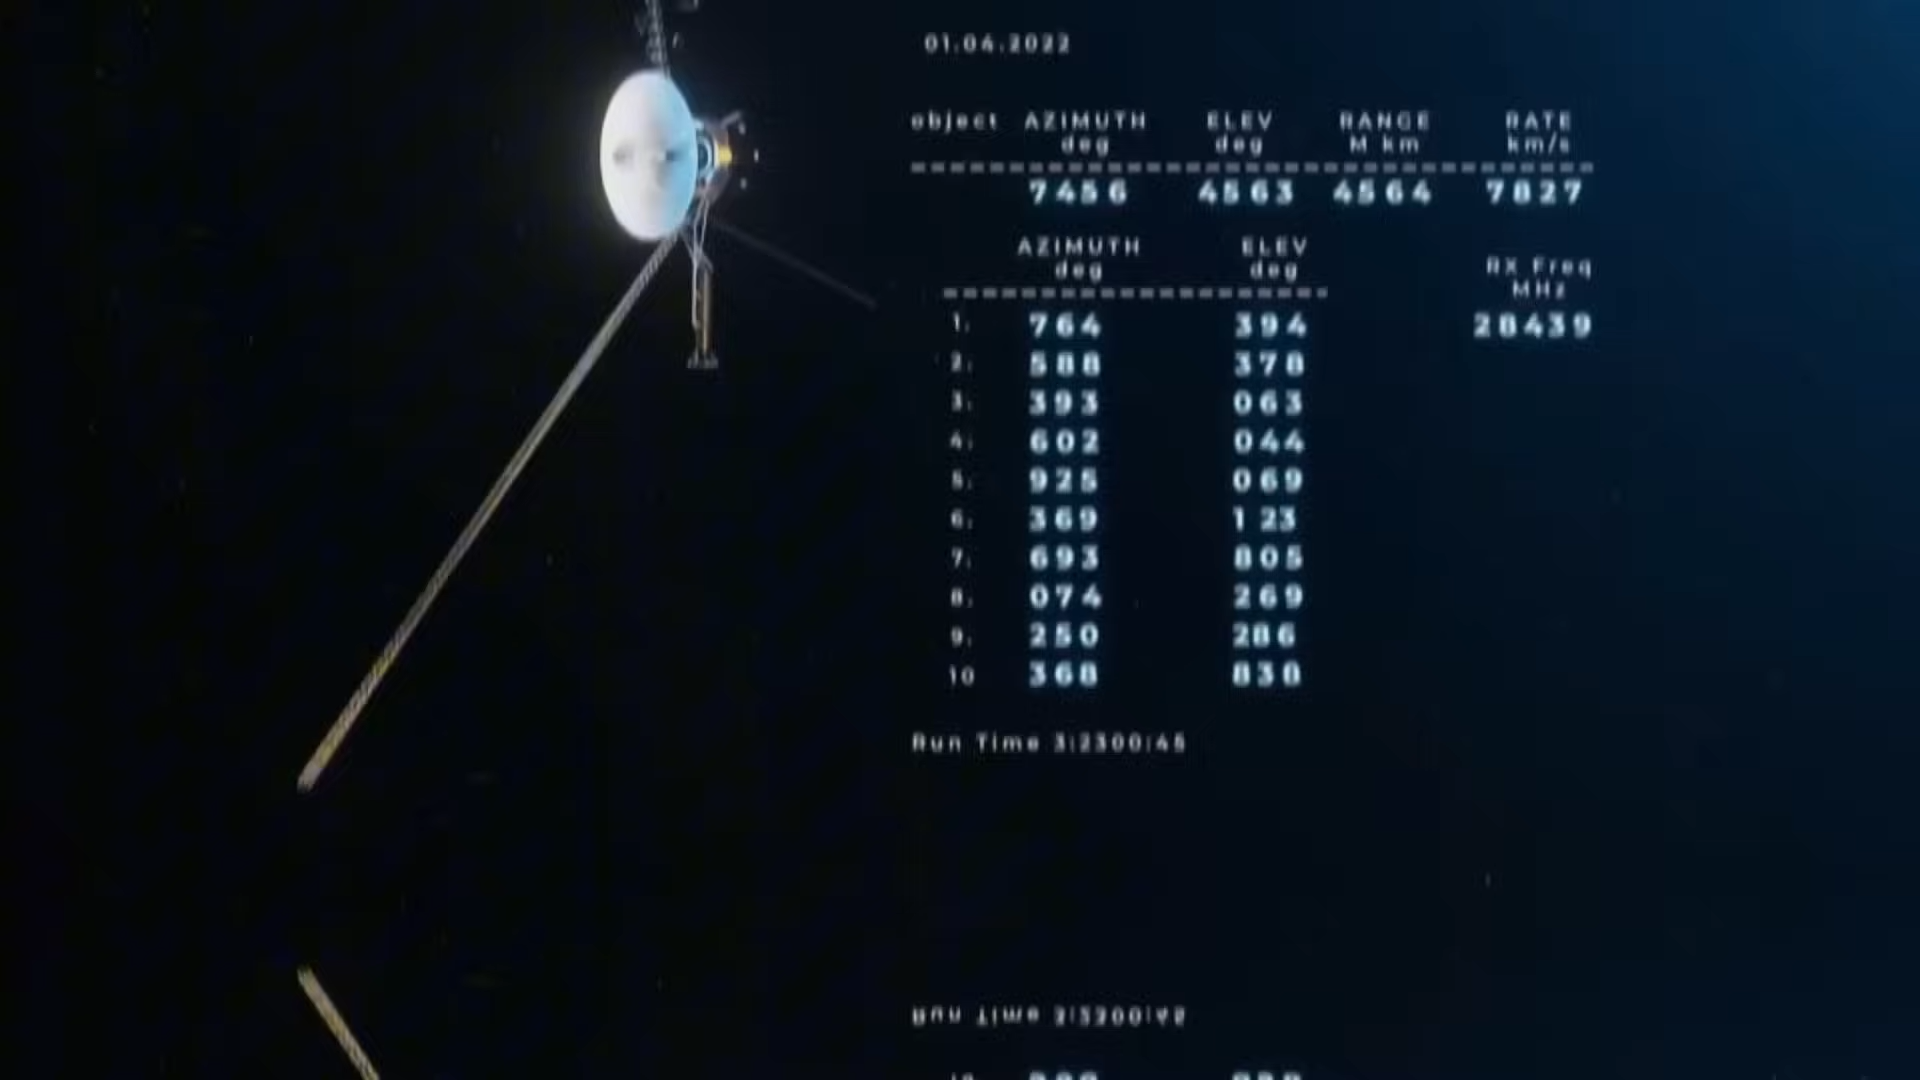 01.04.2022
object AZIMUTH ELEV RANGE RATE
deg deg M km km/s
7456 4563 4564 7827
AZIMUTH ELEV
deg deg
RX Freq
MHz
1. 764 394 28439
2. 588 378
3. 393 063
4. 602 044
5. 925 069
6. 369 123
7. 693 805
8. 074 269
9. 250 286
10 368 838
Run Time 3:2300:45